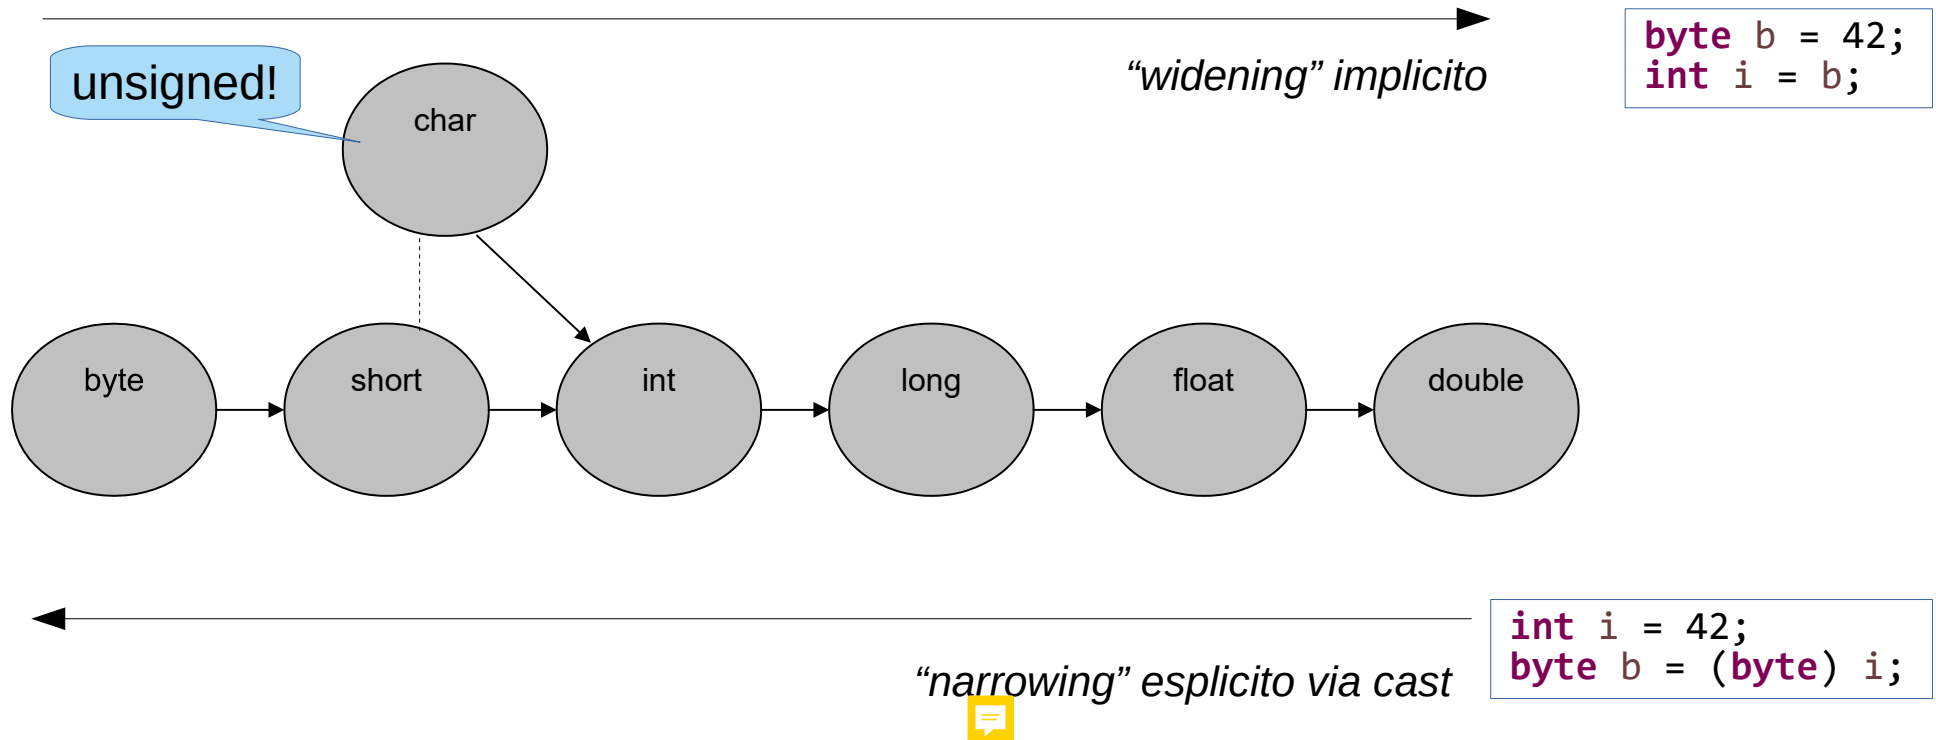 “widening” implicito
byte b = 42;
int i = b;
unsigned!
char
byte
short
int
long
float
double
“narrowing” esplicito via cast
int i = 42;
byte b = (byte) i;